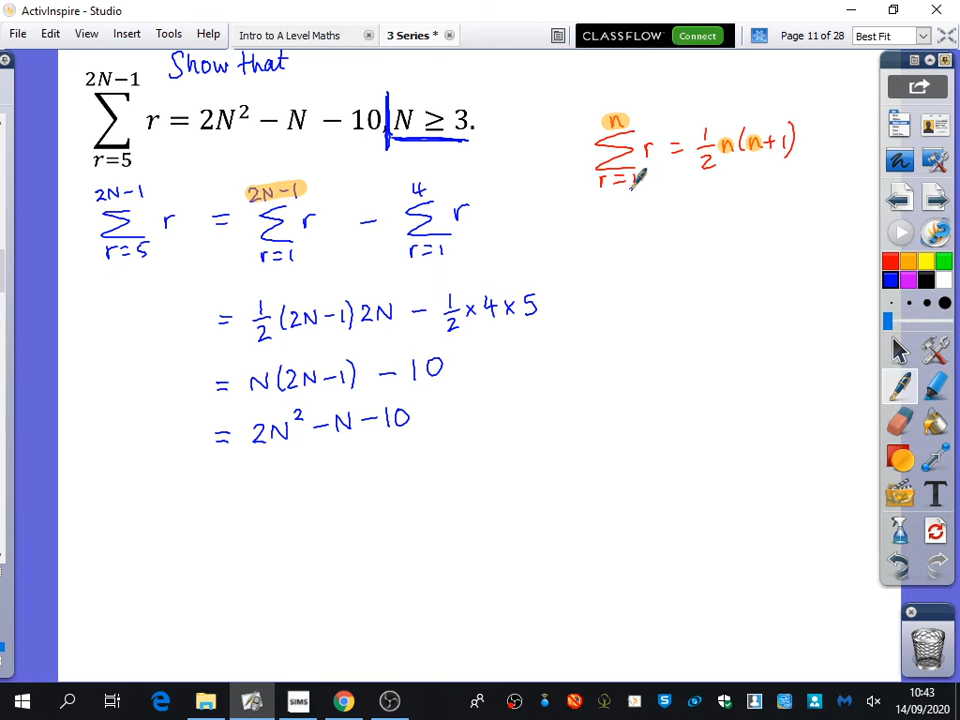 ActivInspire - Studio
File Edit View Insert Tools Help Intro to A Level Maths 3 Series * CLASSFLOW Connect Page 11 of 28 Best Fit
Show that
2N−1
∑ r = 2N² − N − 10, N ≥ 3.
r=5
n
∑ r = 1/2 n(n+1)
r=1
2N−1 2N−1 4
∑ r = ∑ r − ∑ r
r=5 r=1 r=1
= 1/2 (2N−1) 2N − 1/2 × 4 × 5
= N(2N−1) − 10
= 2N² − N − 10
10:43
14/09/2020